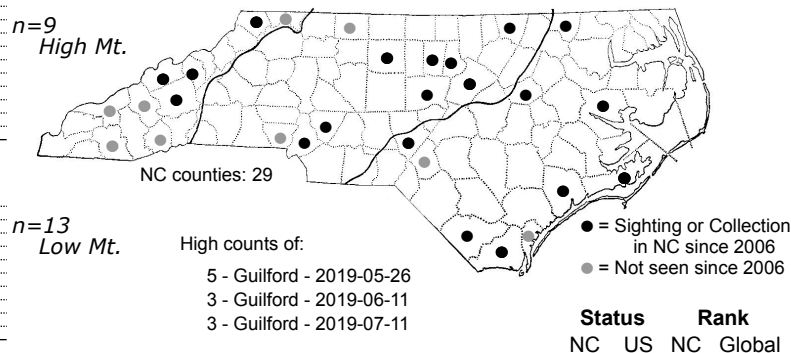 n=9
High Mt.
NC counties: 29
n=13
Low Mt.
High counts of:
5 - Guilford - 2019-05-26
3 - Guilford - 2019-06-11
3 - Guilford - 2019-07-11
= Sighting or Collection
in NC since 2006
= Not seen since 2006
Status Rank
NC US NC Global